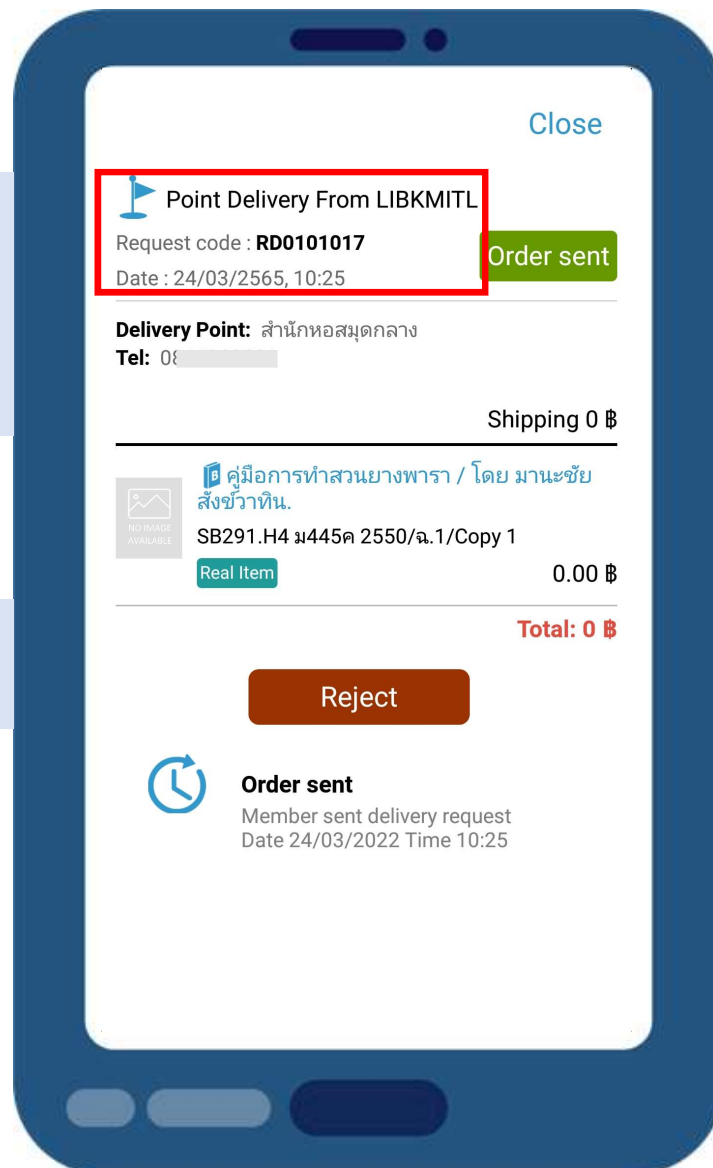 Close
Point Delivery From LIBKMITL
Request code : RD0101017
Order sent
Date : 24/03/2565, 10:25
Delivery Point: สำนักหอสมุดกลาง
Tel: 08
Shipping 0 ฿
คู่มือการทำสวนยางพารา / โดย มานะชัย
สังข์วาทิน.
NO IMAGE
AVAILABLE
SB291.H4 ม445ค 2550/ฉ.1/Copy 1
Real Item
0.00 ฿
Total: 0 ฿
Reject
Order sent
Member sent delivery request
Date 24/03/2022 Time 10:25